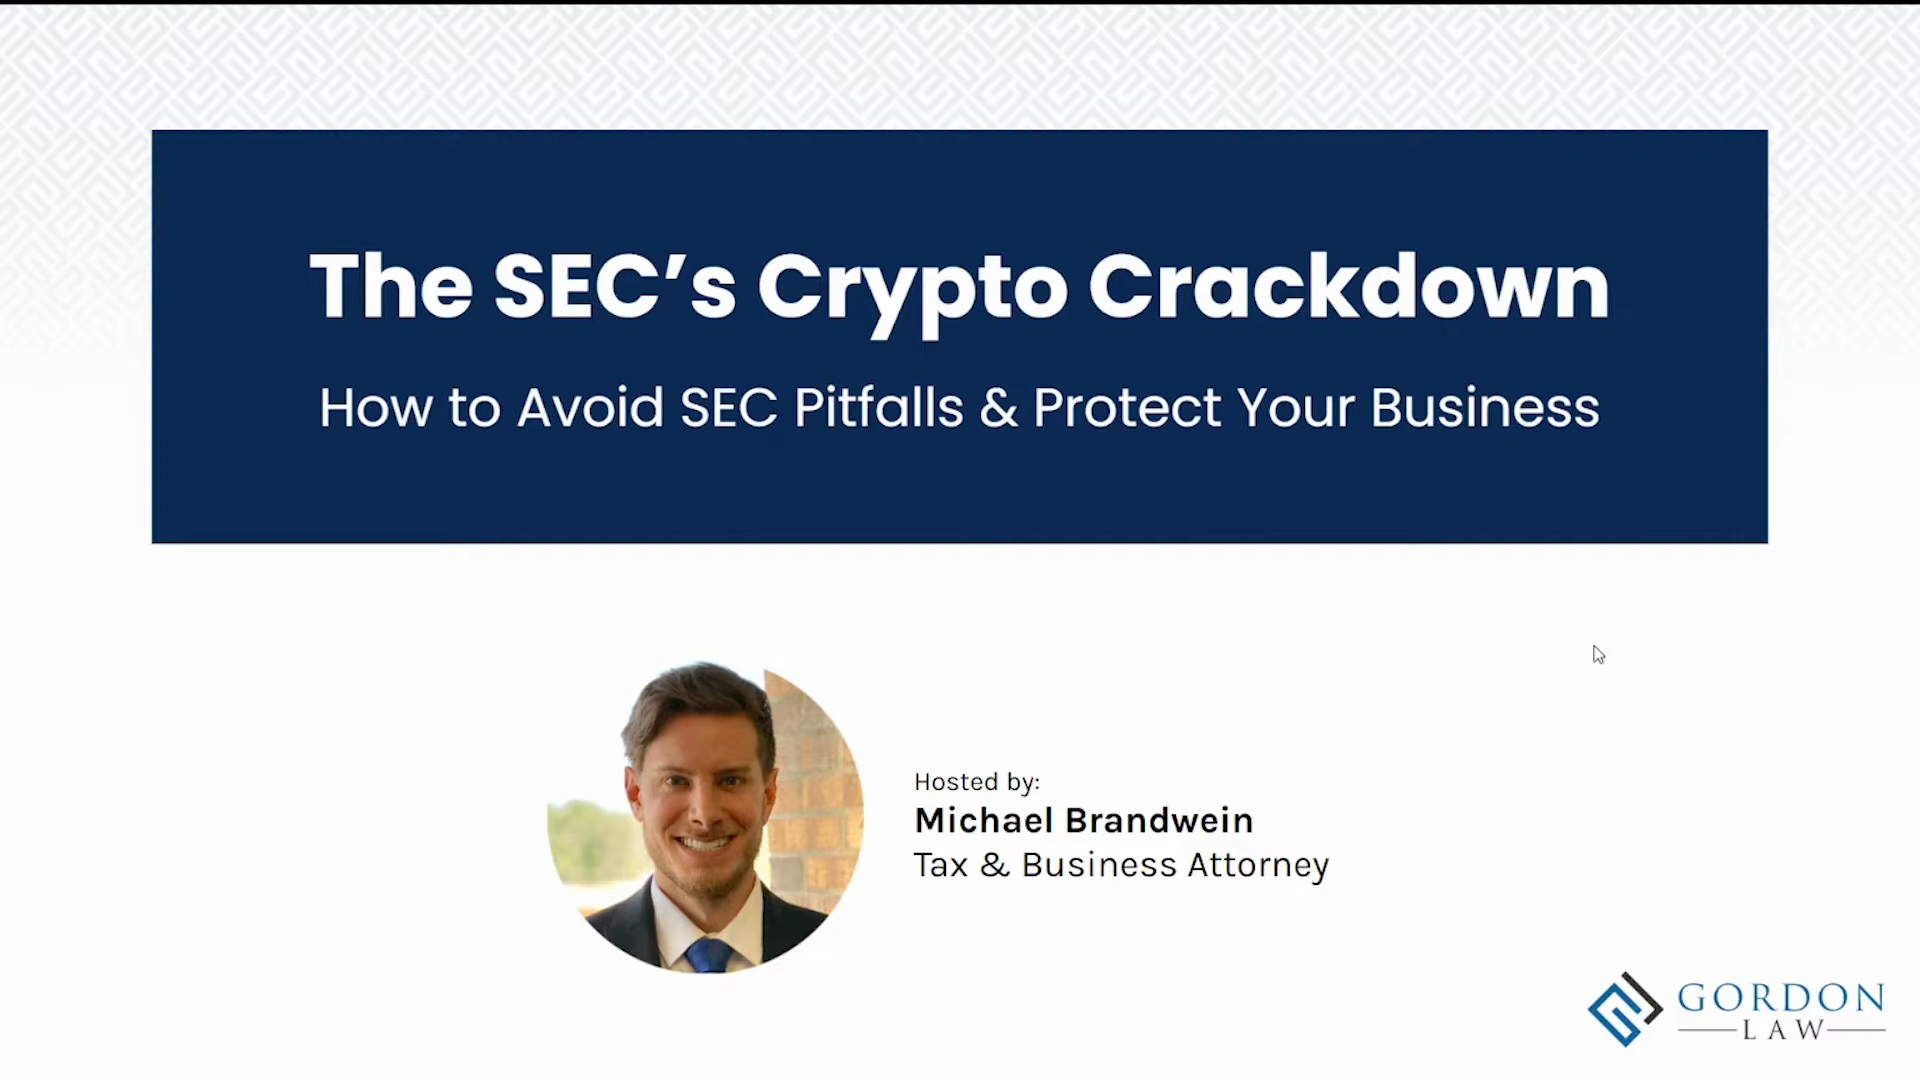 The SEC’s Crypto Crackdown
How to Avoid SEC Pitfalls & Protect Your Business
Hosted by:
Michael Brandwein
Tax & Business Attorney
GORDON
LAW